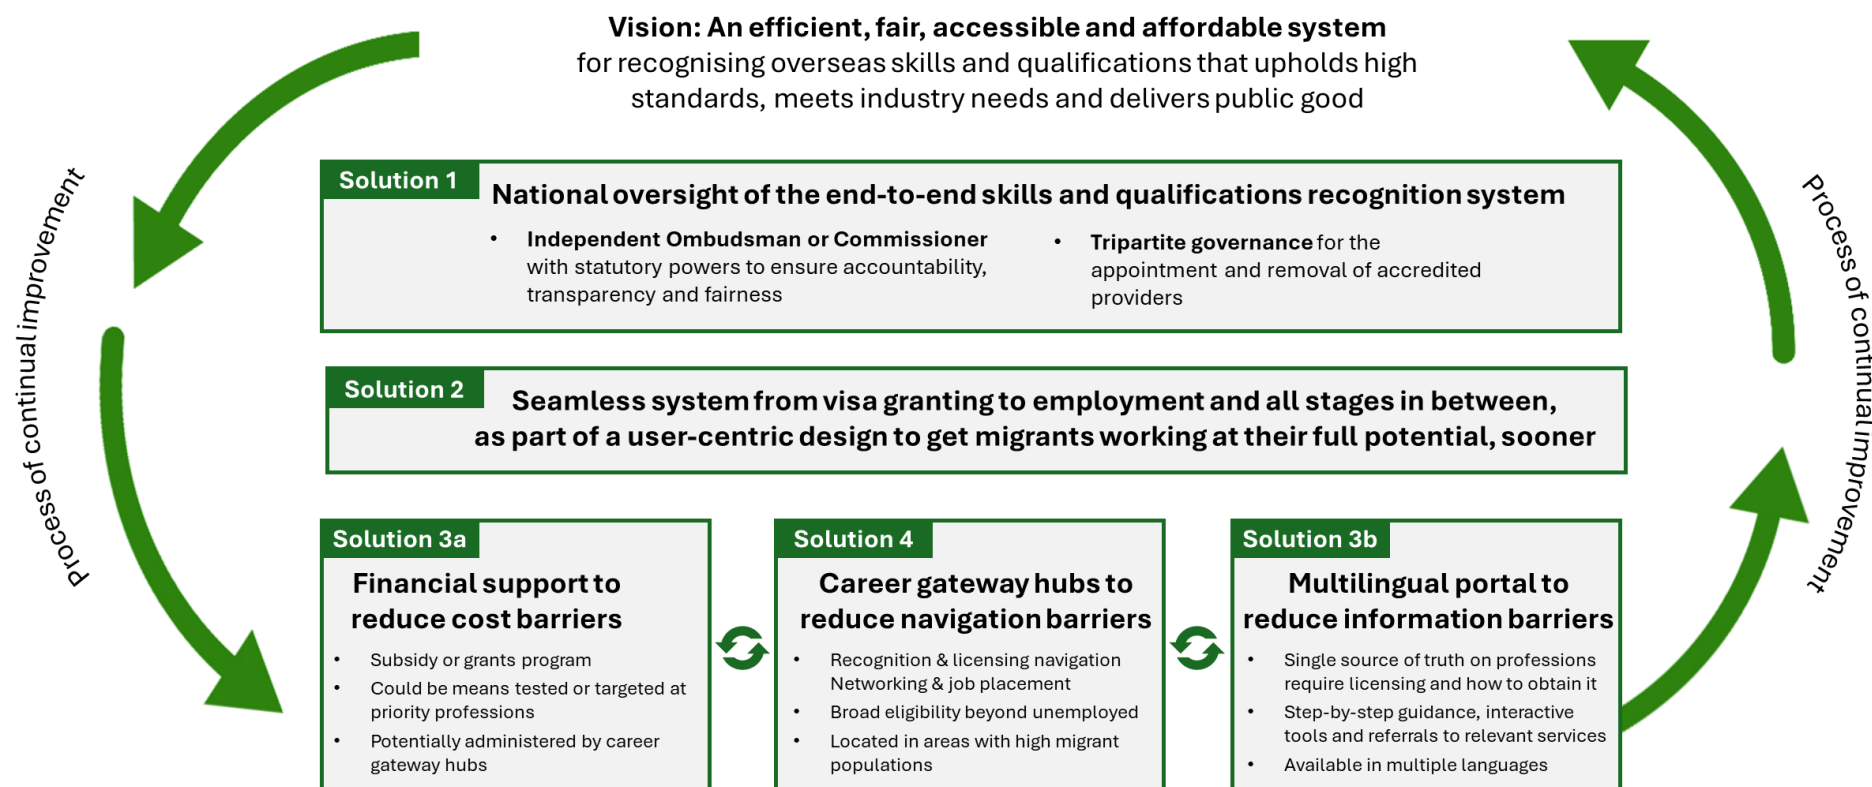 Vision: An efficient, fair, accessible and affordable system
for recognising overseas skills and qualifications that upholds high
standards, meets industry needs and delivers public good
Process of continual improvement
Process of continual improvement
Solution 1
National oversight of the end-to-end skills and qualifications recognition system
• Independent Ombudsman or Commissioner
with statutory powers to ensure accountability,
transparency and fairness
• Tripartite governance for the
appointment and removal of accredited
providers
Solution 2
Seamless system from visa granting to employment and all stages in between,
as part of a user-centric design to get migrants working at their full potential, sooner
Solution 3a
Financial support to
reduce cost barriers
• Subsidy or grants program
• Could be means tested or targeted at
priority professions
• Potentially administered by career
gateway hubs
Solution 4
Career gateway hubs to
reduce navigation barriers
• Recognition & licensing navigation
Networking & job placement
• Broad eligibility beyond unemployed
• Located in areas with high migrant
populations
Solution 3b
Multilingual portal to
reduce information barriers
• Single source of truth on professions
require licensing and how to obtain it
• Step-by-step guidance, interactive
tools and referrals to relevant services
• Available in multiple languages